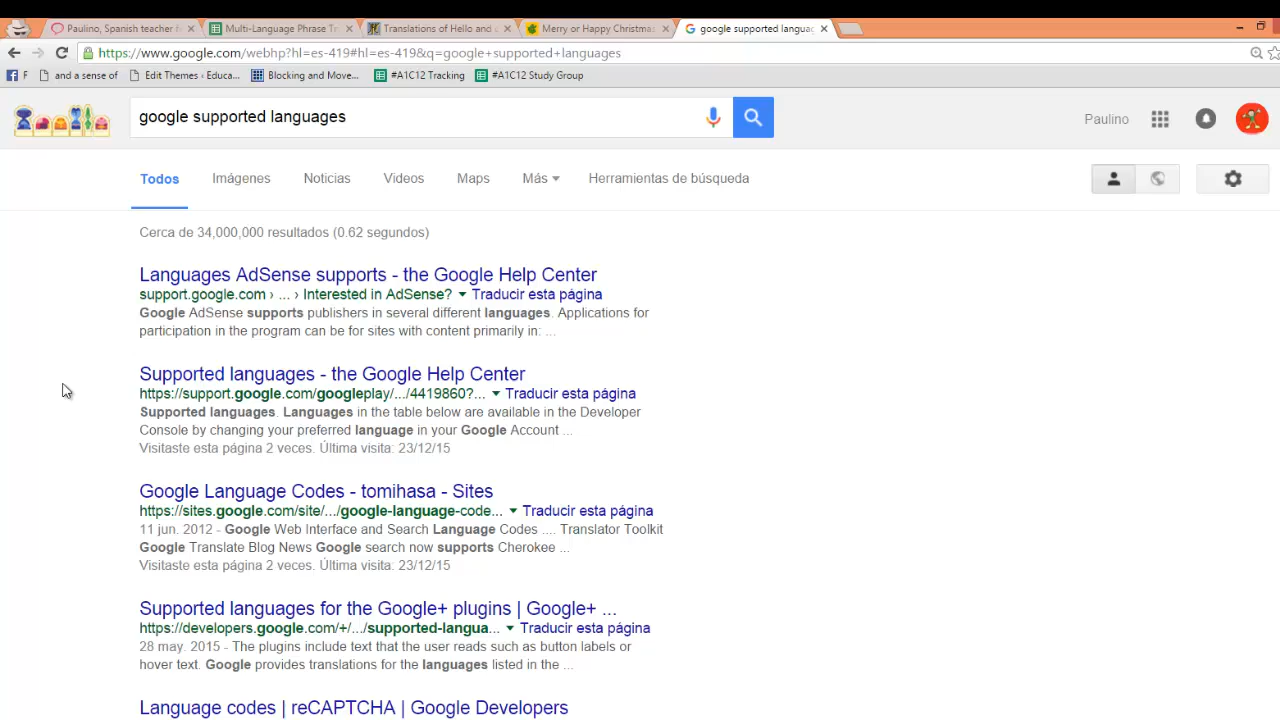 Paulino, Spanish teacher f
Multi-Language Phrase Tr
Translations of Hello and o
Merry or Happy Christmas
google supported languag
https://www.google.com/webhp?hl=es-419#hl=es-419&q=google+supported+languages
F
and a sense of
Edit Themes ‹ Educa...
Blocking and Move...
#A1C12 Tracking
#A1C12 Study Group
google supported languages
Paulino
Todos
Imágenes
Noticias
Videos
Maps
Más
Herramientas de búsqueda
Cerca de 34,000,000 resultados (0.62 segundos)
Languages AdSense supports - the Google Help Center
support.google.com › ... › Interested in AdSense? Traducir esta página
Google AdSense supports publishers in several different languages. Applications for
participation in the program can be for sites with content primarily in: ...
Supported languages - the Google Help Center
https://support.google.com/googleplay/.../4419860?... Traducir esta página
Supported languages. Languages in the table below are available in the Developer
Console by changing your preferred language in your Google Account ...
Visitaste esta página 2 veces. Última visita: 23/12/15
Google Language Codes - tomihasa - Sites
https://sites.google.com/site/.../google-language-code... Traducir esta página
11 jun. 2012 - Google Web Interface and Search Language Codes .... Translator Toolkit
Google Translate Blog News Google search now supports Cherokee ...
Visitaste esta página 2 veces. Última visita: 23/12/15
Supported languages for the Google+ plugins | Google+ ...
https://developers.google.com/+/.../supported-langua... Traducir esta página
28 may. 2015 - The plugins include text that the user reads such as button labels or
hover text. Google provides translations for the languages listed in the ...
Language codes | reCAPTCHA | Google Developers